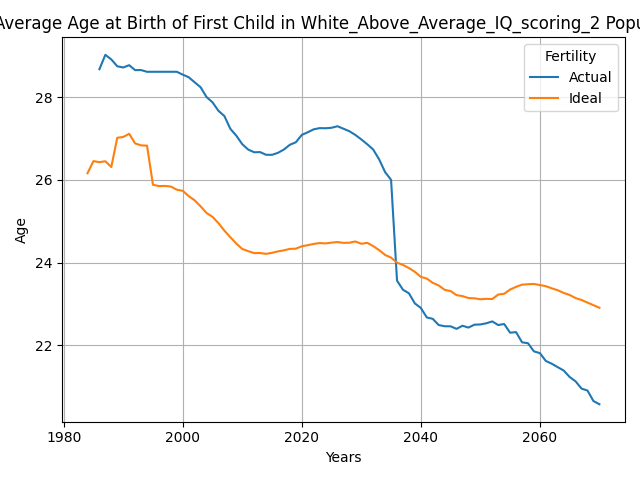 Average Age at Birth of First Child in White_Above_Average_IQ_scoring_2 Popu
Fertility
Actual
Ideal
Age
28
26
24
22
1980
2000
2020
2040
2060
Years